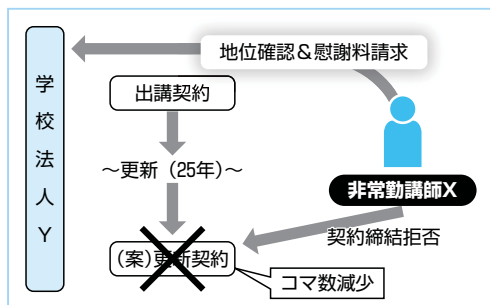 地位確認＆慰謝料請求
学校法人Y
出講契約
～更新（25年）～
非常勤講師X
契約締結拒否
（案）更新契約
コマ数減少